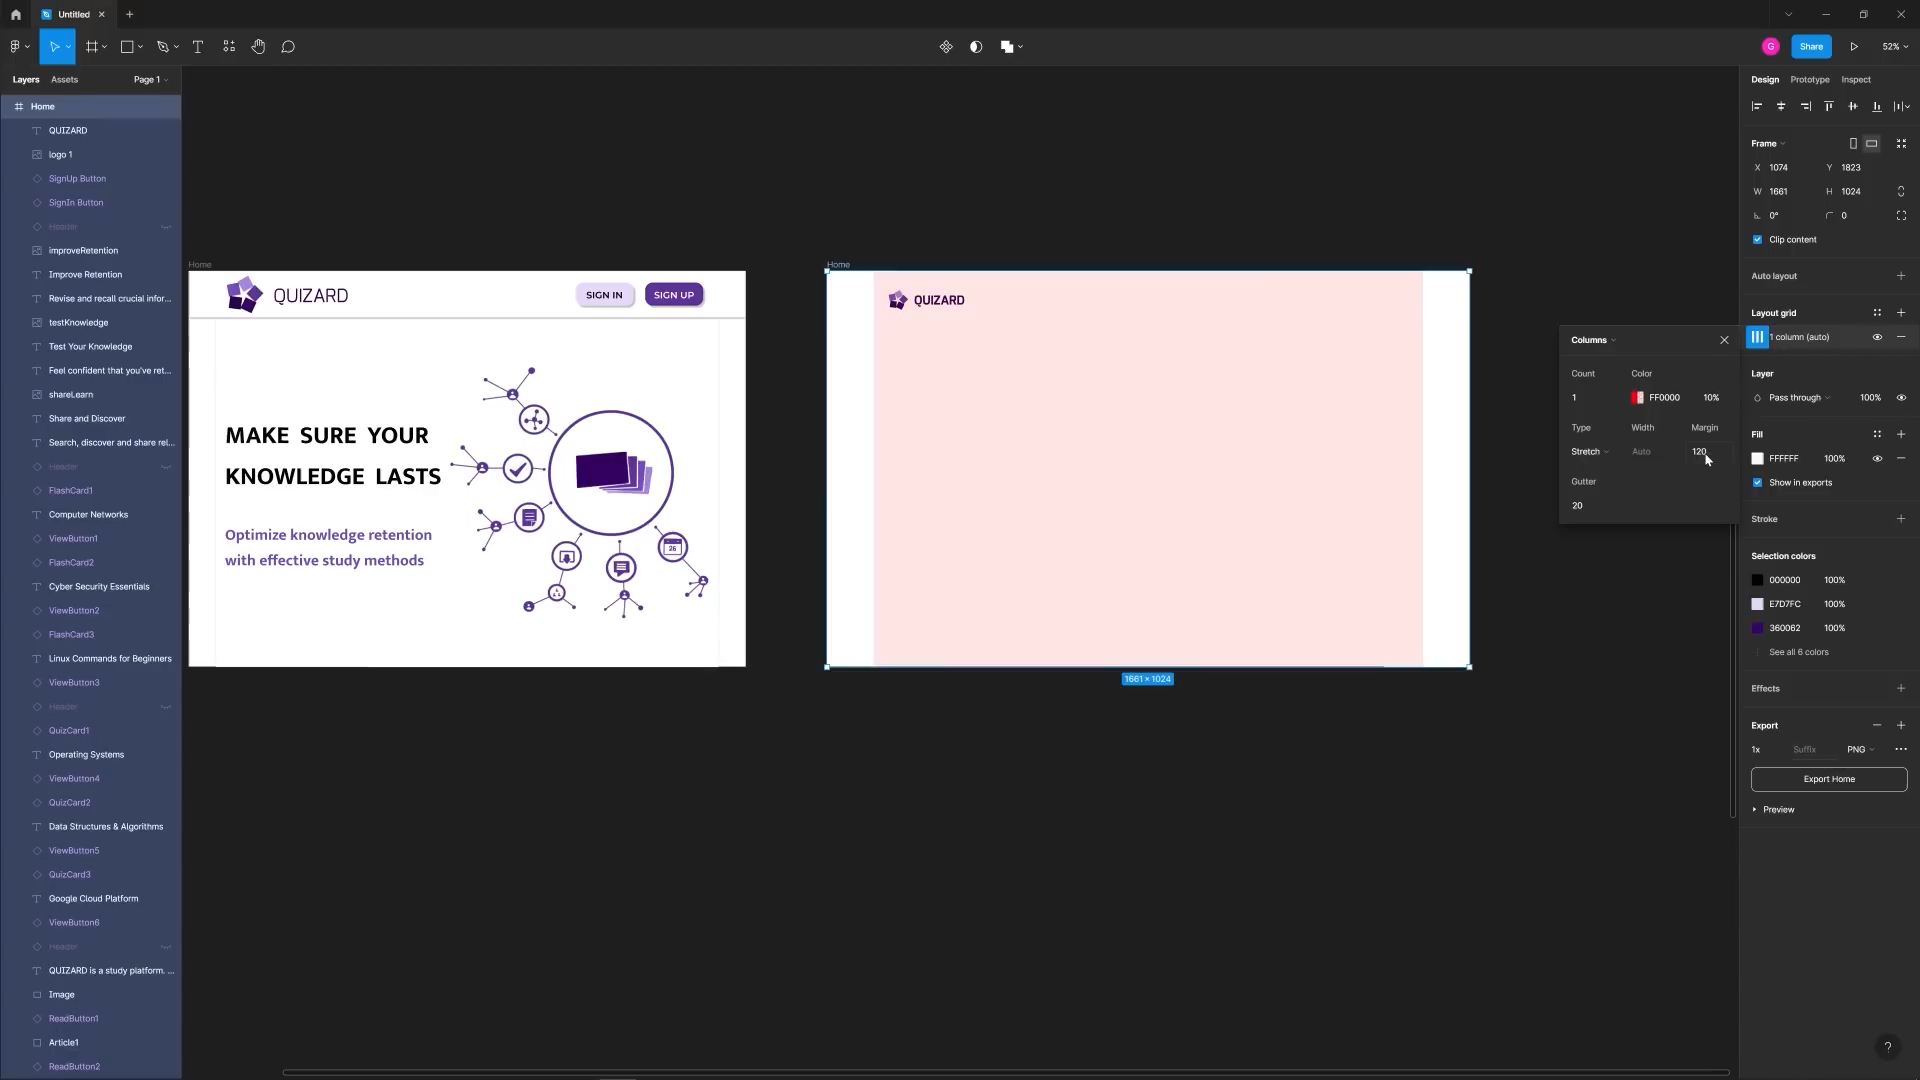 Untitled
Share
52%
G
Layers
Assets
Page 1
Design
Prototype
Inspect
Home
QUIZARD
logo 1
SignUp Button
SignIn Button
Header
improveRetention
Improve Retention
Revise and recall crucial infor...
testKnowledge
Test Your Knowledge
Feel confident that you've ret...
shareLearn
Share and Discover
Search, discover and share rel...
Header
FlashCard1
Computer Networks
ViewButton1
FlashCard2
Cyber Security Essentials
ViewButton2
FlashCard3
Linux Commands for Beginners
ViewButton3
Header
QuizCard1
Operating Systems
ViewButton4
QuizCard2
Data Structures & Algorithms
ViewButton5
QuizCard3
Google Cloud Platform
ViewButton6
Header
QUIZARD is a study platform. ...
Image
ReadButton1
Article1
ReadButton2
Home
QUIZARD
SIGN IN
SIGN UP
MAKE SURE YOUR
KNOWLEDGE LASTS
Optimize knowledge retention
with effective study methods
26
Home
QUIZARD
1661 × 1024
Columns
Count
Color
1
FF0000
10%
Type
Width
Margin
Stretch
Auto
120
Gutter
20
Frame
X 1074
Y 1823
W 1661
H 1024
0°
0
Clip content
Auto layout
Layout grid
1 column (auto)
Layer
Pass through
100%
Fill
FFFFFF
100%
Show in exports
Stroke
Selection colors
000000
100%
E7D7FC
100%
360062
100%
See all 6 colors
Effects
Export
1x
Suffix
PNG
Export Home
Preview
?